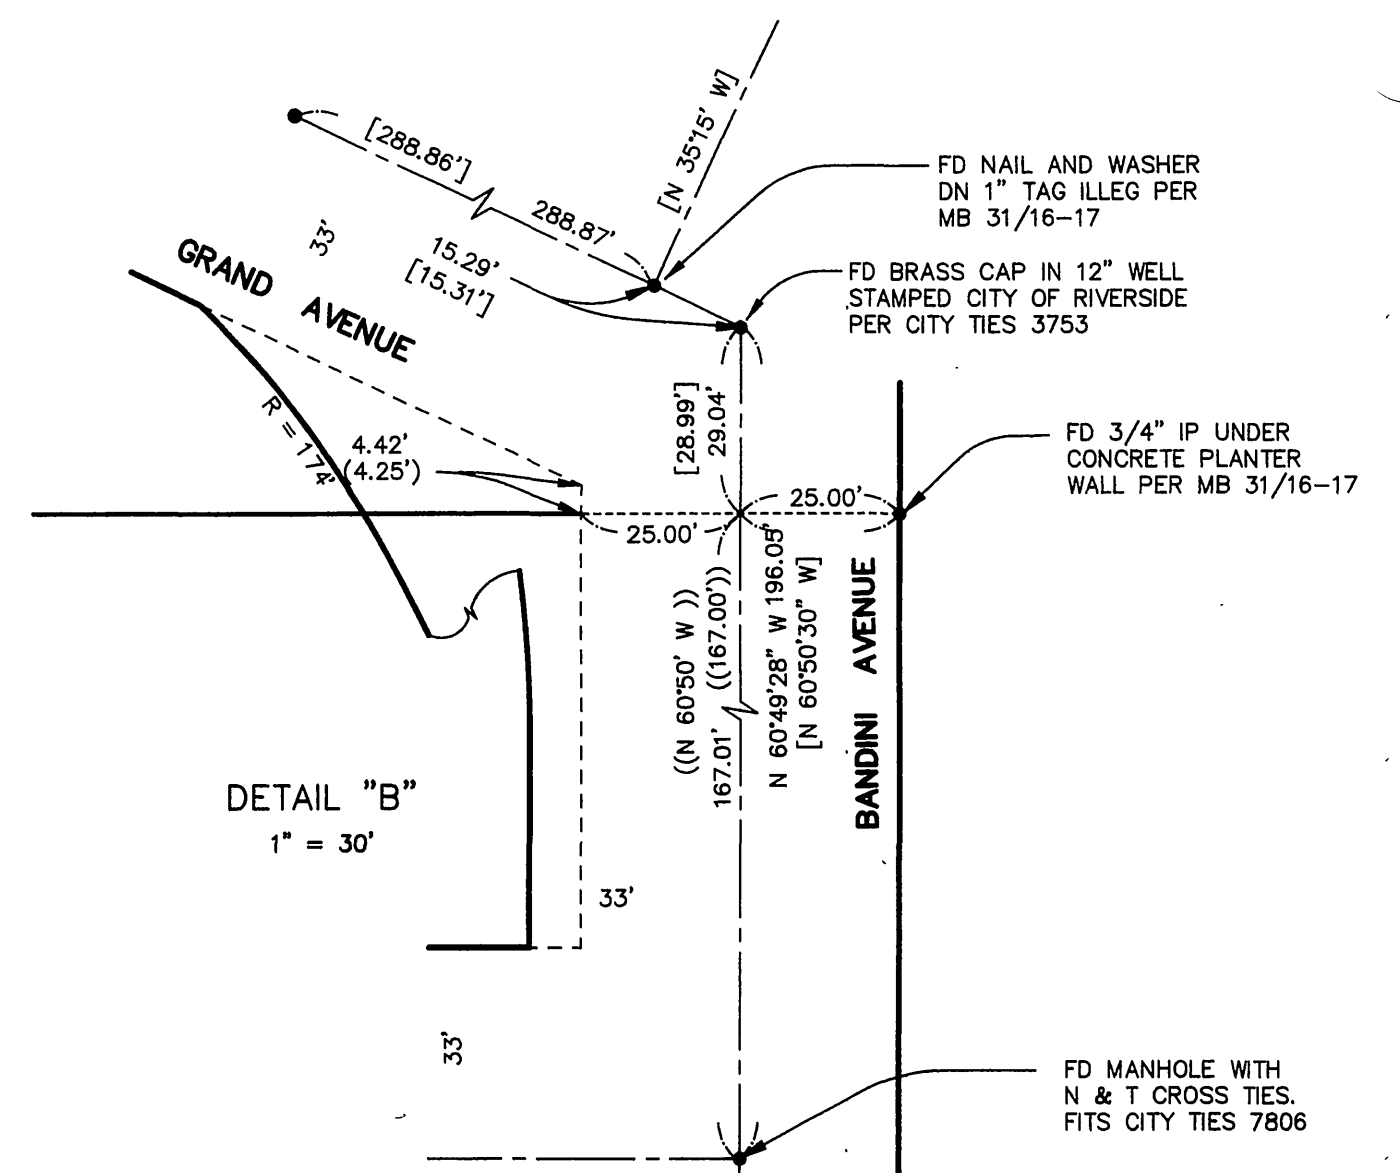 [288.86']
288.87'
[N 35°15' W]
FD NAIL AND WASHER
DN 1" TAG ILLEG PER
MB 31/16-17
33'
15.29'
[15.31']
GRAND AVENUE
FD BRASS CAP IN 12" WELL
STAMPED CITY OF RIVERSIDE
PER CITY TIES 3753
R = 174'
4.42'
(4.25')
[28.99']
29.04'
FD 3/4" IP UNDER
CONCRETE PLANTER
WALL PER MB 31/16-17
25.00'
25.00'
((N 60°50' W ))
167.01' ((167.00'))
N 60°49'28" W 196.05'
[N 60°50'30" W]
BANDINI AVENUE
DETAIL "B"
1" = 30'
33'
33'
FD MANHOLE WITH
N & T CROSS TIES.
FITS CITY TIES 7806